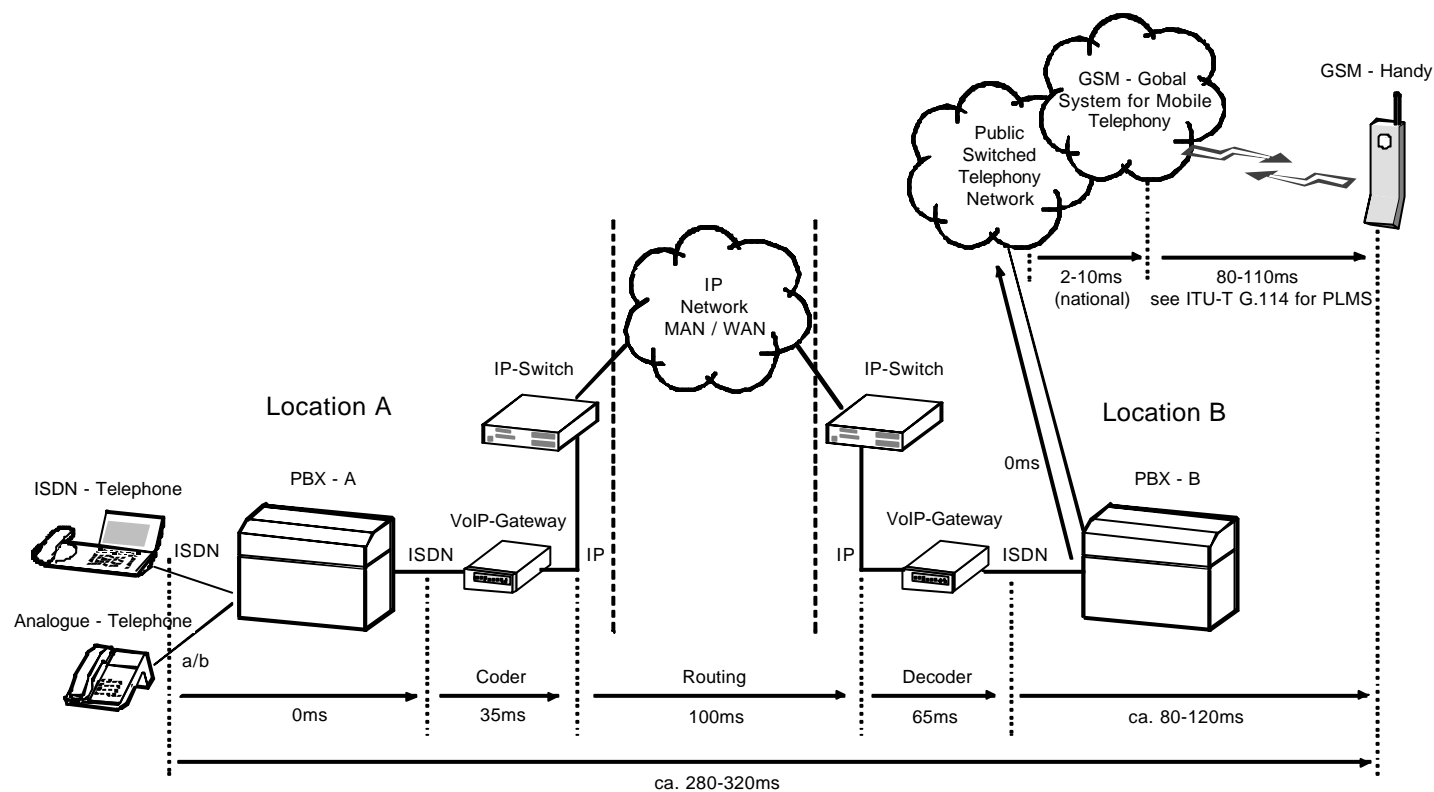 GSM - Gobal
System for Mobile
Telephony
GSM - Handy
Public
Switched
Telephony
Network
2-10ms
(national)
80-110ms
see ITU-T G.114 for PLMS
IP
Network
MAN / WAN
IP-Switch
IP-Switch
Location A
Location B
0ms
ISDN - Telephone
PBX - A
PBX - B
VoIP-Gateway
VoIP-Gateway
ISDN
ISDN
IP
IP
ISDN
Analogue - Telephone
a/b
Coder
Routing
Decoder
0ms
35ms
100ms
65ms
ca. 80-120ms
ca. 280-320ms